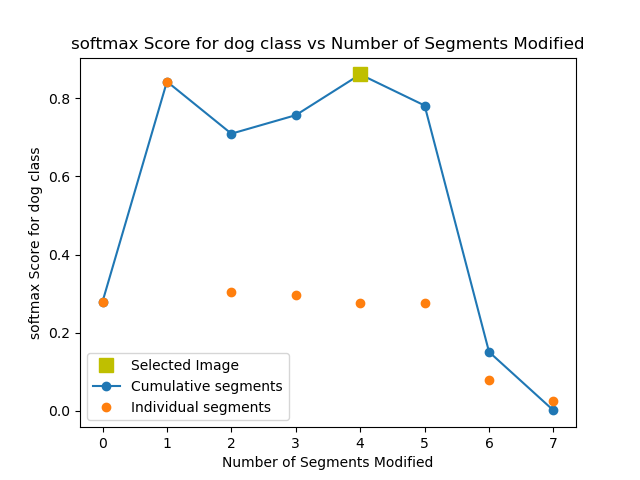 softmax Score for dog class vs Number of Segments Modified
softmax Score for dog class
0.8
0.6
0.4
0.2
0.0
Selected Image
Cumulative segments
Individual segments
0 1 2 3 4 5 6 7
Number of Segments Modified